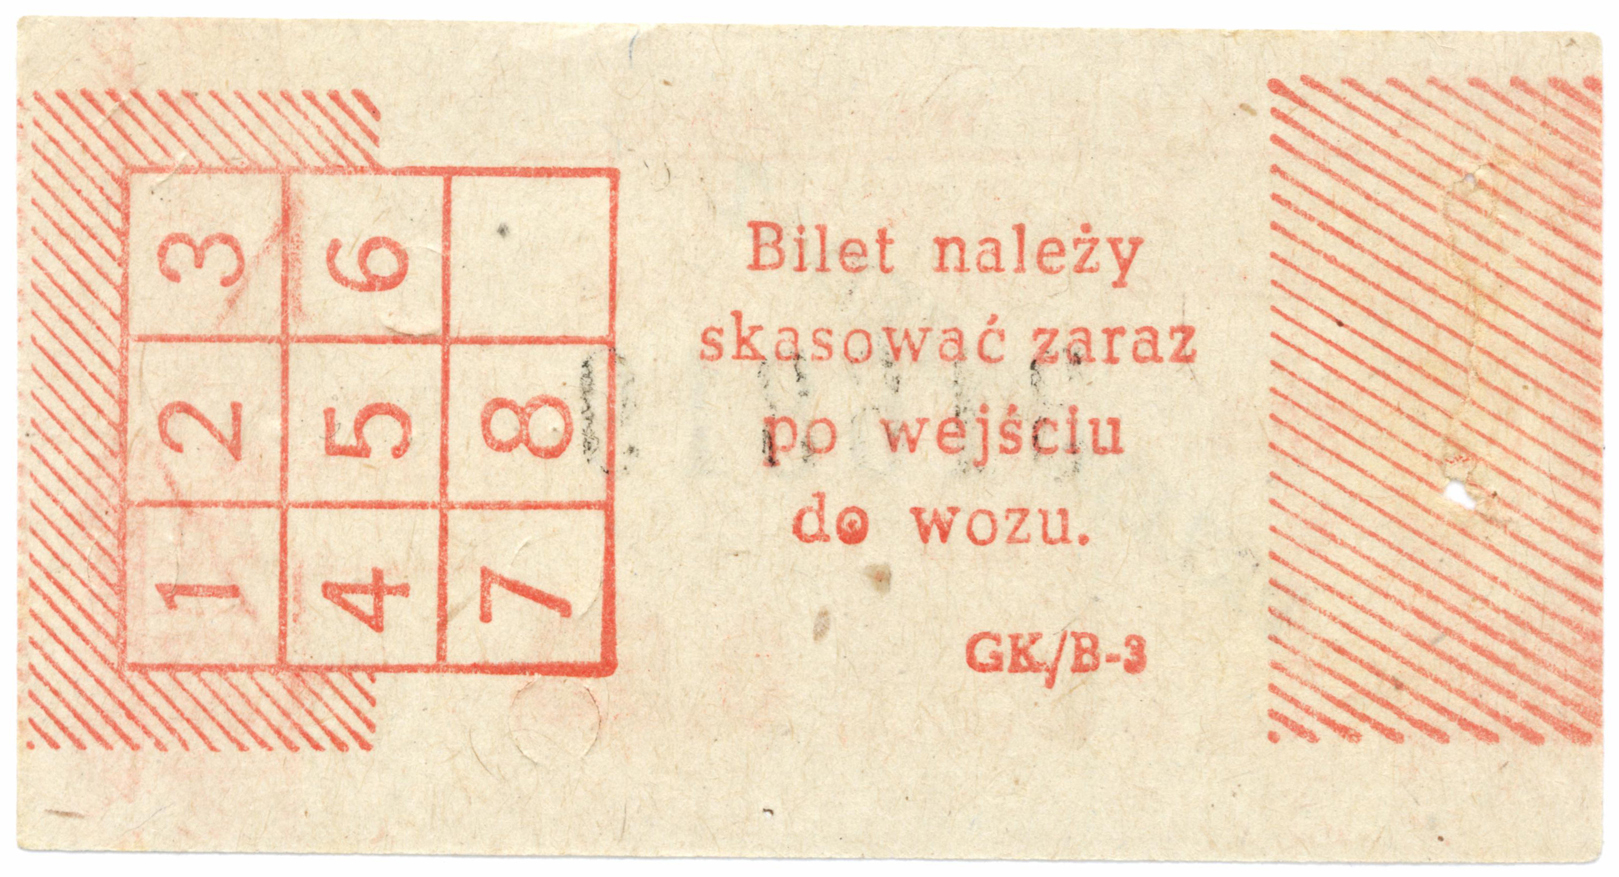 3 6
2 5 8
1 4 7
Bilet należy
skasować zaraz
po wejściu
do wozu.
GK/B-3